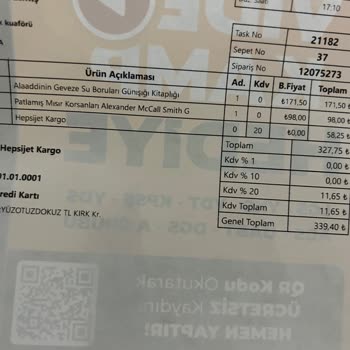 17:10
kuaförü
Task No 21182
Sepet No 37
Sipariş No 12075273
Ürün Açıklaması Ad. Kdv B.Fiyat Toplam
Alaaddinin Geveze Su Boruları Günışığı Kitaplığı 1 0 ₺171,50 171,50 ₺
Patlamış Mısır Korsanları Alexander McCall Smith G 1 0 ₺98,00 98,00 ₺
Hepsijet Kargo 0 20 ₺0,00 58,25 ₺
Hepsijet Kargo
Toplam 327,75 ₺
Kdv % 1 0,00 ₺
Kdv % 10 0,00 ₺
Kdv % 20 11,65 ₺
Kdv Toplam 11,65 ₺
Genel Toplam 339,40 ₺
01.01.0001
redi Kartı
YÜZOTUZDOKUZ TL KIRK Kr.
QR Kodu Okutarak
ÜCRETSİZ Kaydın
HEMEN YAPTIR!